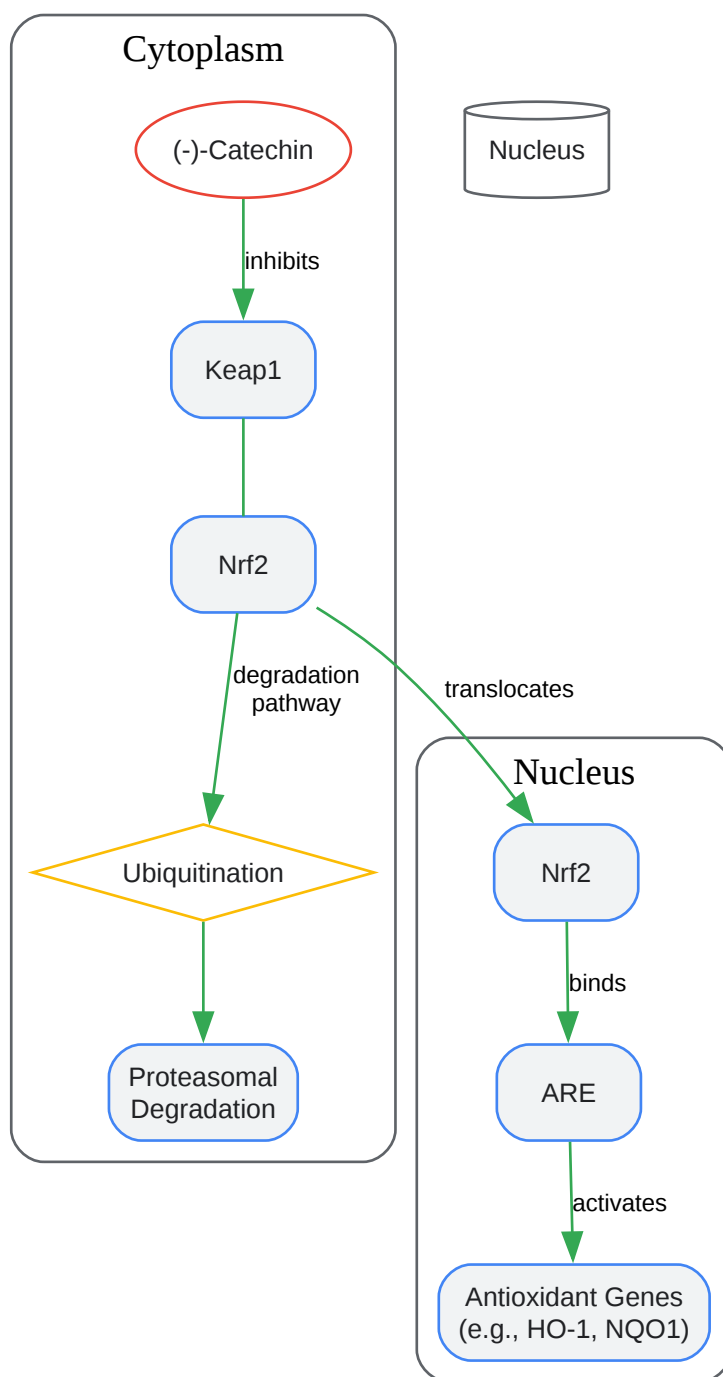 Cytoplasm
(-)-Catechin
Nucleus
inhibits
Keap1
Nrf2
degradation
pathway
translocates
Nucleus
Ubiquitination
Nrf2
binds
Proteasomal
Degradation
ARE
activates
Antioxidant Genes
(e.g., HO-1, NQO1)